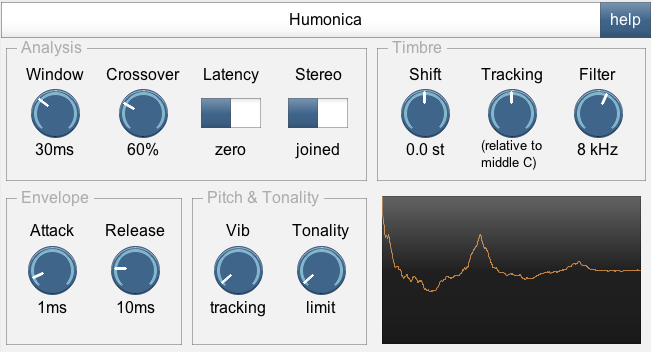 Humonica
help
Analysis
Window Crossover Latency Stereo
30ms 60% zero joined
Timbre
Shift Tracking Filter
0.0 st (relative to middle C) 8 kHz
Envelope
Attack Release
1ms 10ms
Pitch & Tonality
Vib Tonality
tracking limit